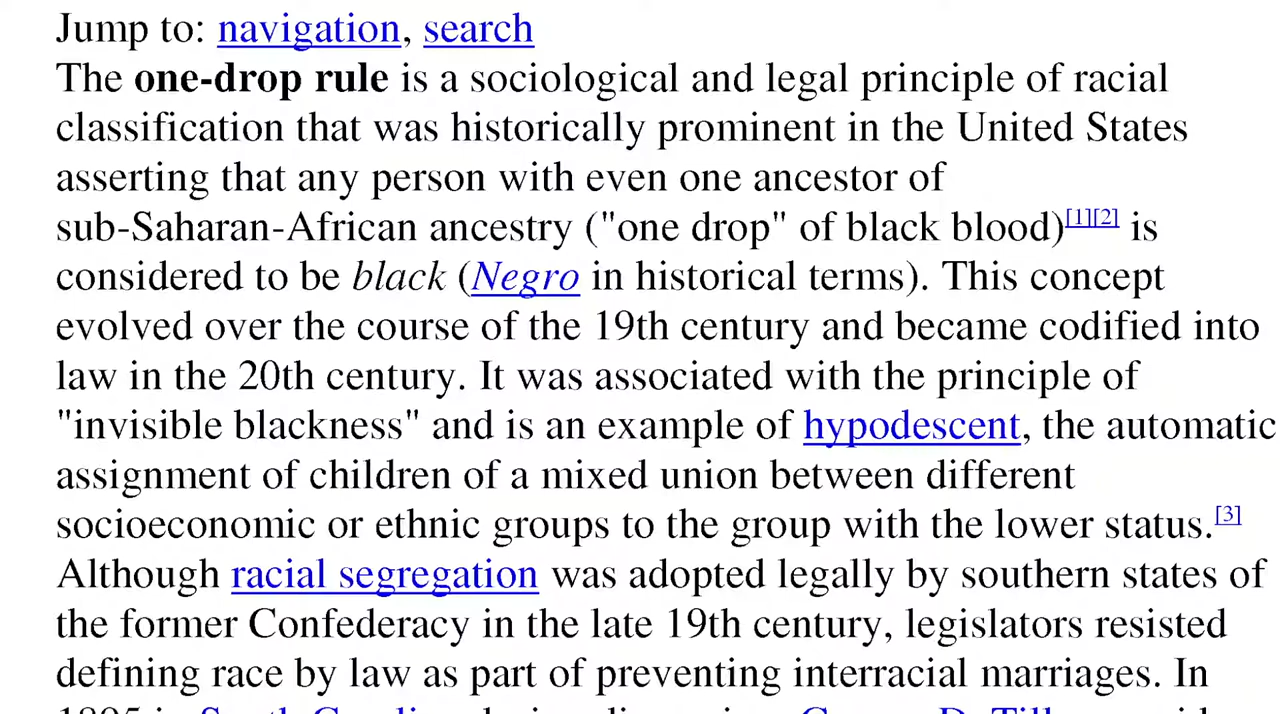 Jump to: navigation, search
The one-drop rule is a sociological and legal principle of racial
classification that was historically prominent in the United States
asserting that any person with even one ancestor of
sub-Saharan-African ancestry ("one drop" of black blood)[1][2] is
considered to be black (Negro in historical terms). This concept
evolved over the course of the 19th century and became codified into
law in the 20th century. It was associated with the principle of
"invisible blackness" and is an example of hypodescent, the automatic
assignment of children of a mixed union between different
socioeconomic or ethnic groups to the group with the lower status.[3]
Although racial segregation was adopted legally by southern states of
the former Confederacy in the late 19th century, legislators resisted
defining race by law as part of preventing interracial marriages. In